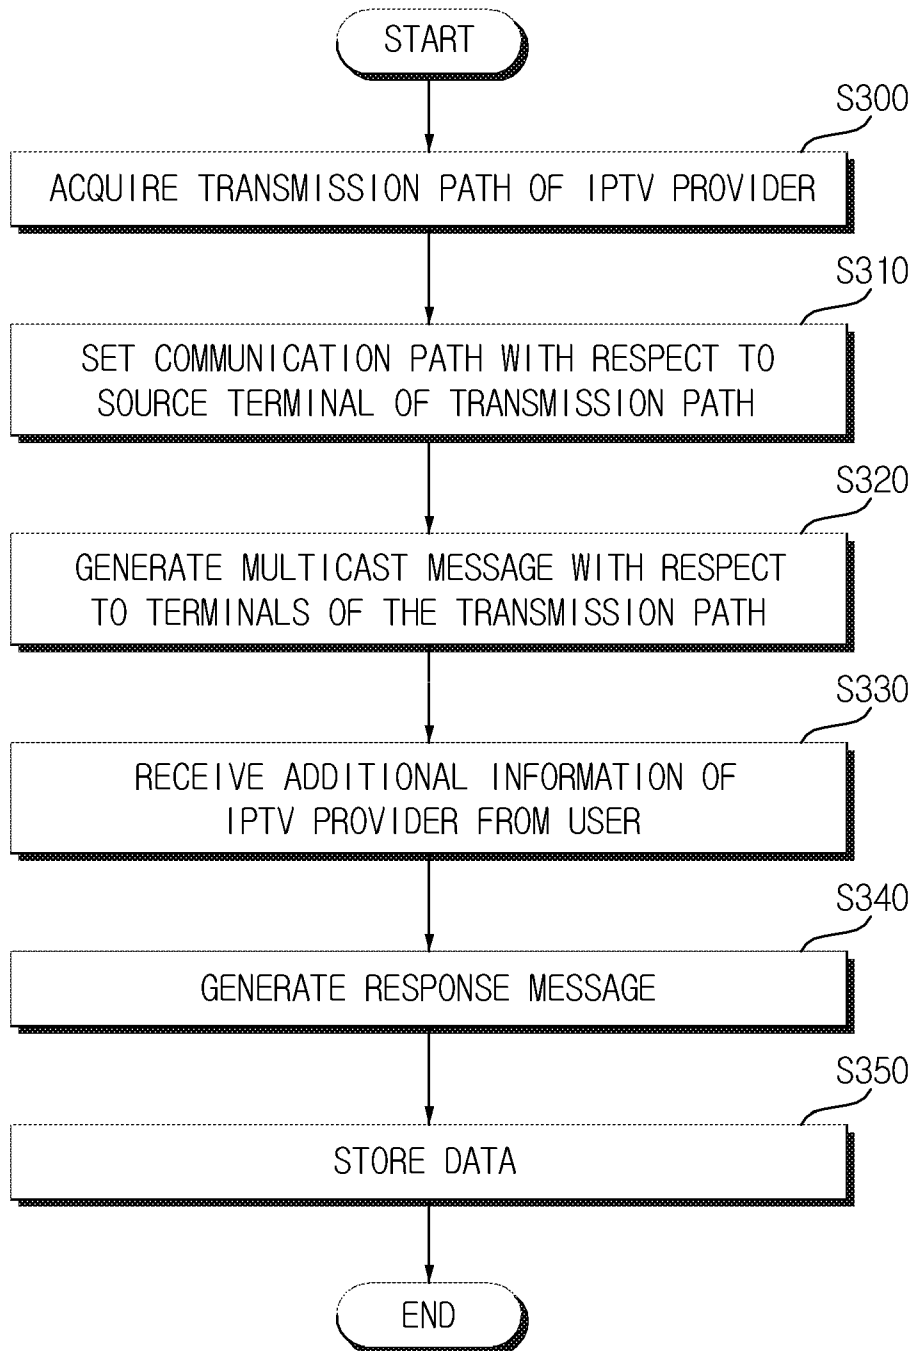 START
S300
ACQUIRE TRANSMISSION PATH OF IPTV PROVIDER
S310
SET COMMUNICATION PATH WITH RESPECT TO
SOURCE TERMINAL OF TRANSMISSION PATH
S320
GENERATE MULTICAST MESSAGE WITH RESPECT
TO TERMINALS OF THE TRANSMISSION PATH
S330
RECEIVE ADDITIONAL INFORMATION OF
IPTV PROVIDER FROM USER
S340
GENERATE RESPONSE MESSAGE
S350
STORE DATA
END